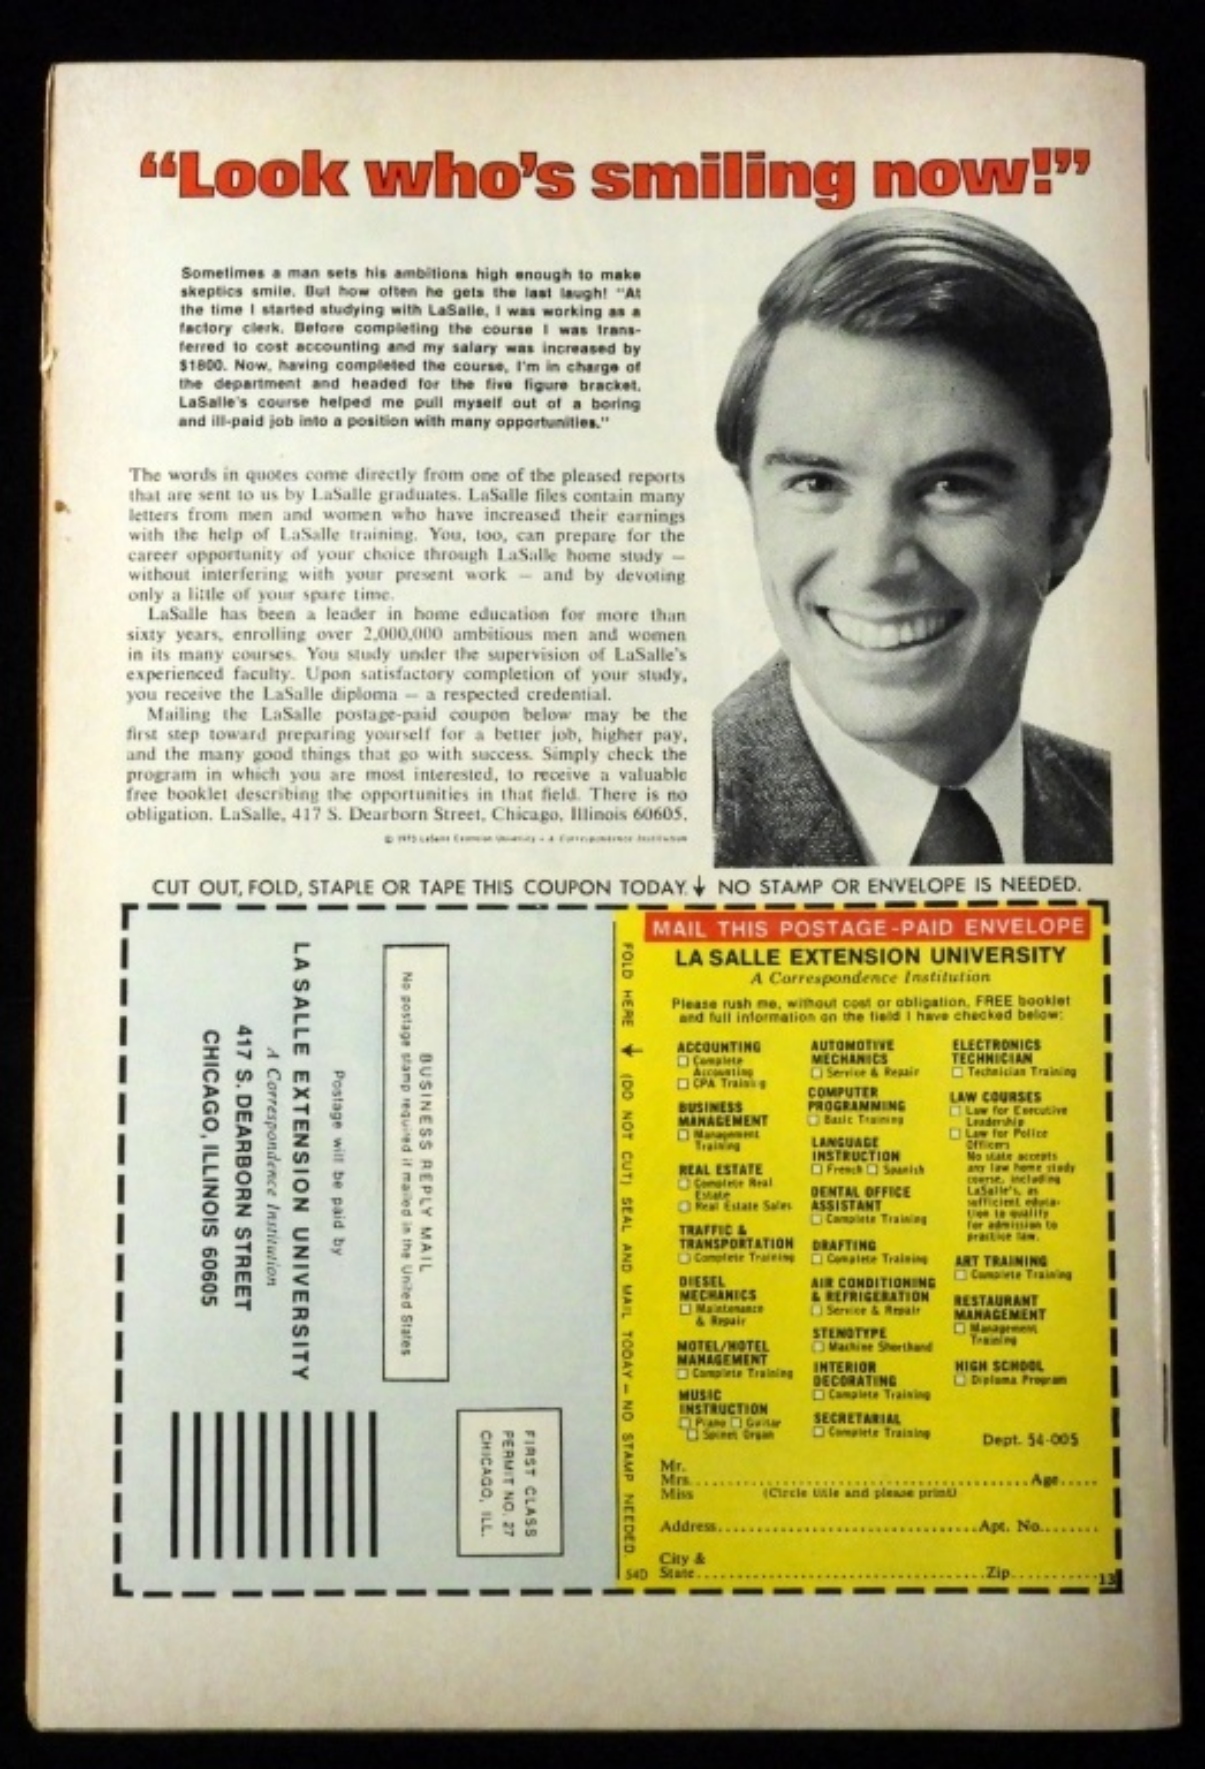 “Look who’s smiling now!”
Sometimes a man sets his ambitions high enough to make
skeptics smile. But how often he gets the last laugh! "At
the time I started studying with LaSalle, I was working as a
factory clerk. Before completing the course I was trans-
ferred to cost accounting and my salary was increased by
$1800. Now, having completed the course, I'm in charge of
the department and headed for the five figure bracket.
LaSalle's course helped me pull myself out of a boring
and ill-paid job into a position with many opportunities."
The words in quotes come directly from one of the pleased reports
that are sent to us by LaSalle graduates. LaSalle files contain many
letters from men and women who have increased their earnings
with the help of LaSalle training. You, too, can prepare for the
career opportunity of your choice through LaSalle home study —
without interfering with your present work — and by devoting
only a little of your spare time.
LaSalle has been a leader in home education for more than
sixty years, enrolling over 2,000,000 ambitious men and women
in its many courses. You study under the supervision of LaSalle's
experienced faculty. Upon satisfactory completion of your study,
you receive the LaSalle diploma — a respected credential.
Mailing the LaSalle postage-paid coupon below may be the
first step toward preparing yourself for a better job, higher pay,
and the many good things that go with success. Simply check the
program in which you are most interested, to receive a valuable
free booklet describing the opportunities in that field. There is no
obligation. LaSalle, 417 S. Dearborn Street, Chicago, Illinois 60605.
© LaSalle Extension University - A Correspondence Institution
CUT OUT, FOLD, STAPLE OR TAPE THIS COUPON TODAY. ↓ NO STAMP OR ENVELOPE IS NEEDED.
BUSINESS REPLY MAIL
No postage stamp required if mailed in the United States
Postage will be paid by
LA SALLE EXTENSION UNIVERSITY
A Correspondence Institution
417 S. DEARBORN STREET
CHICAGO, ILLINOIS 60605
FIRST CLASS
PERMIT NO. 27
CHICAGO, ILL.
FOLD HERE ↓ (DO NOT CUT) SEAL AND MAIL TODAY — NO STAMP NEEDED.
MAIL THIS POSTAGE-PAID ENVELOPE
LA SALLE EXTENSION UNIVERSITY
A Correspondence Institution
Please rush me, without cost or obligation, FREE booklet
and full information on the field I have checked below:
ACCOUNTING
□ Complete
Accounting
□ CPA Training
BUSINESS
MANAGEMENT
□ Management
Training
REAL ESTATE
□ Complete Real
Estate
□ Real Estate Sales
TRAFFIC &
TRANSPORTATION
□ Complete Training
DIESEL
MECHANICS
□ Maintenance
& Repair
MOTEL/HOTEL
MANAGEMENT
□ Complete Training
MUSIC
INSTRUCTION
□ Piano □ Guitar
□ Spinet Organ
AUTOMOTIVE
MECHANICS
□ Service & Repair
COMPUTER
PROGRAMMING
□ Basic Training
LANGUAGE
INSTRUCTION
□ French □ Spanish
DENTAL OFFICE
ASSISTANT
□ Complete Training
DRAFTING
□ Complete Training
AIR CONDITIONING
& REFRIGERATION
□ Service & Repair
STENOTYPE
□ Machine Shorthand
INTERIOR
DECORATING
□ Complete Training
SECRETARIAL
□ Complete Training
ELECTRONICS
TECHNICIAN
□ Technician Training
LAW COURSES
□ Law for Executive
Leadership
□ Law for Police
Officers
No state accepts
any law home study
course, including
LaSalle's, as
sufficient educa-
tion to qualify
for admission to
practice law.
ART TRAINING
□ Complete Training
RESTAURANT
MANAGEMENT
□ Management
Training
HIGH SCHOOL
□ Diploma Program
Dept. 54-005
Mr.
Mrs. Age
Miss (Circle title and please print)
Address Apt. No.
City &
State Zip
54D
13